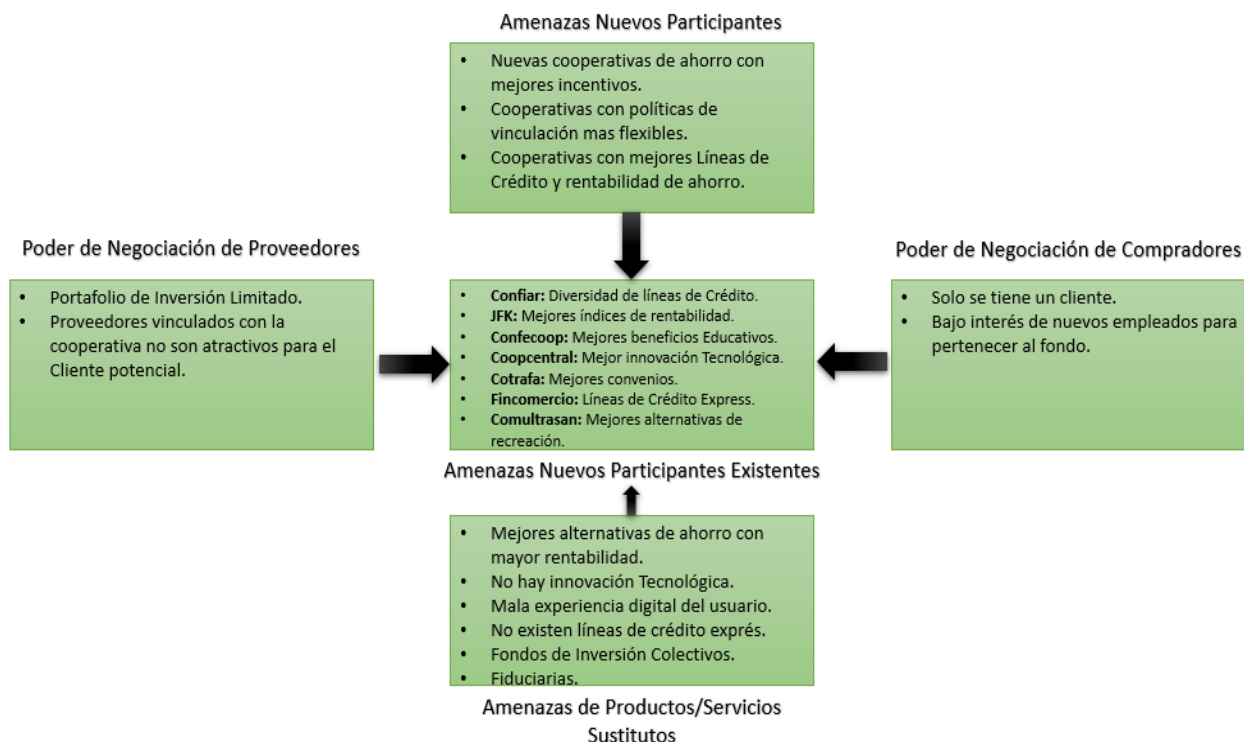 Amenazas Nuevos Participantes
• Nuevas cooperativas de ahorro con
mejores incentivos.
• Cooperativas con políticas de
vinculación mas flexibles.
• Cooperativas con mejores Líneas de
Crédito y rentabilidad de ahorro.
Poder de Negociación de Proveedores
• Portafolio de Inversión Limitado.
• Proveedores vinculados con la
cooperativa no son atractivos para el
Cliente potencial.
• Confiar: Diversidad de líneas de Crédito.
• JFK: Mejores índices de rentabilidad.
• Confecoop: Mejores beneficios Educativos.
• Coopcentral: Mejor innovación Tecnológica.
• Cotrafa: Mejores convenios.
• Fincomercio: Líneas de Crédito Express.
• Comultrasan: Mejores alternativas de
recreación.
Amenazas Nuevos Participantes Existentes
Poder de Negociación de Compradores
• Solo se tiene un cliente.
• Bajo interés de nuevos empleados para
pertenecer al fondo.
• Mejores alternativas de ahorro con
mayor rentabilidad.
• No hay innovación Tecnológica.
• Mala experiencia digital del usuario.
• No existen líneas de crédito exprés.
• Fondos de Inversión Colectivos.
• Fiduciarias.
Amenazas de Productos/Servicios
Sustitutos